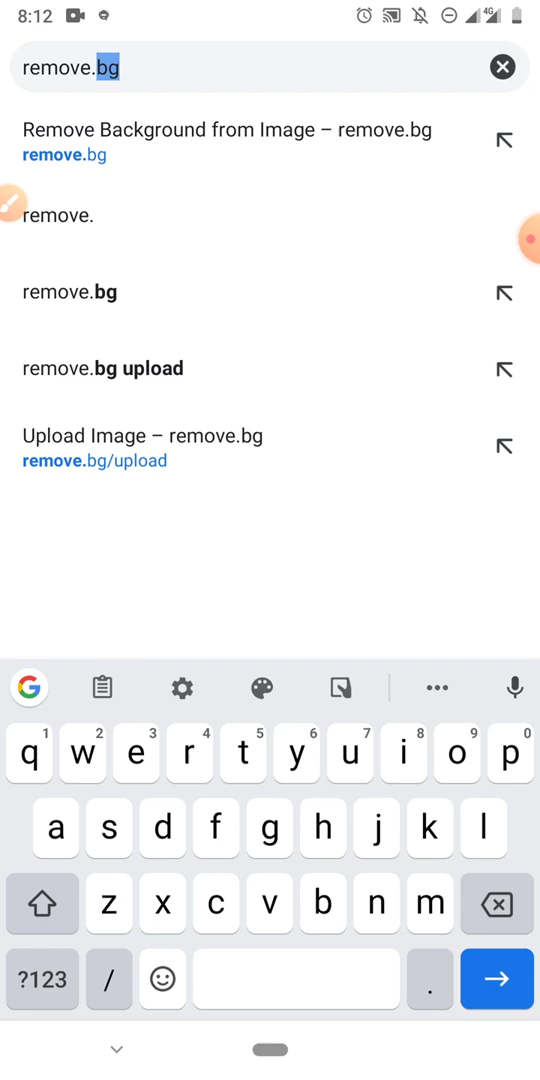 8:12
4G
remove.bg
Remove Background from Image – remove.bg
remove.bg
remove.
remove.bg
remove.bg upload
Upload Image – remove.bg
remove.bg/upload
G
q 1 w 2 e 3 r 4 t 5 y 6 u 7 i 8 o 9 p 0
a s d f g h j k l
z x c v b n m
?123 / .